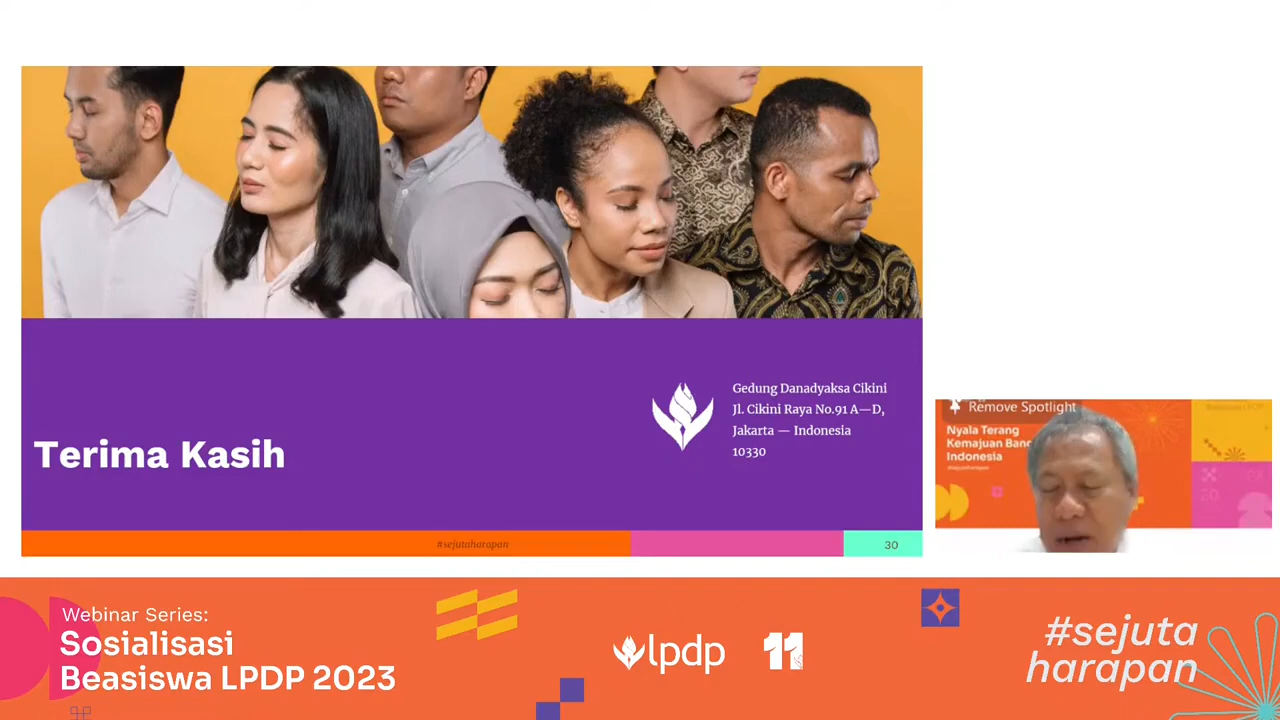 Terima Kasih
Gedung Danadyaksa Cikini
Jl. Cikini Raya No.91 A—D,
Jakarta — Indonesia
10330
#sejutaharapan
30
Remove Spotlight
Nyala Terang
Kemajuan
Indonesia
#sejutaharapan
Webinar Series:
Sosialisasi
Beasiswa LPDP 2023
lpdp
11
#sejuta
harapan